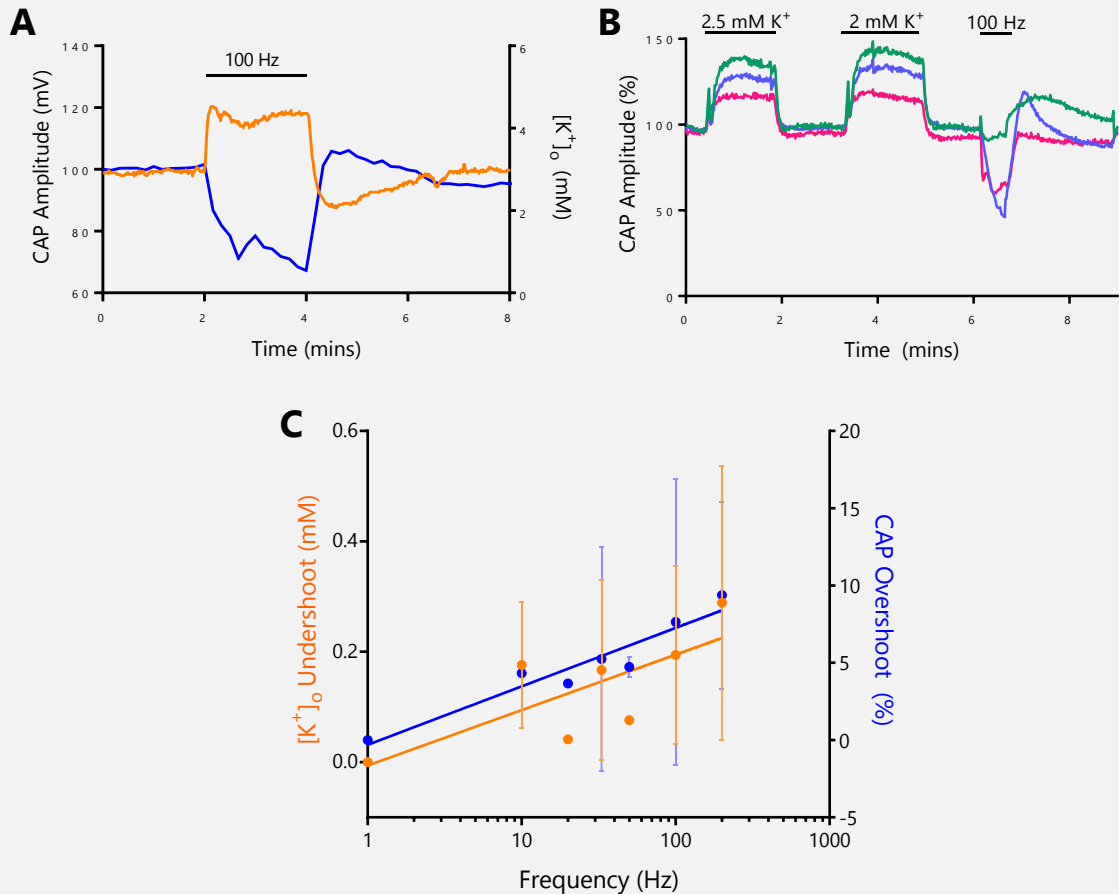 A
100 Hz
CAP Amplitude (mV)
140
120
100
80
60
[K⁺]ₒ (mM)
6
4
2
0
0 2 4 6 8
Time (mins)
B
2.5 mM K⁺ 2 mM K⁺ 100 Hz
CAP Amplitude (%)
150
100
50
0
0 2 4 6 8
Time (mins)
C
[K⁺]ₒ Undershoot (mM)
0.6
0.4
0.2
0.0
CAP Overshoot (%)
20
15
10
5
0
-5
1 10 100 1000
Frequency (Hz)